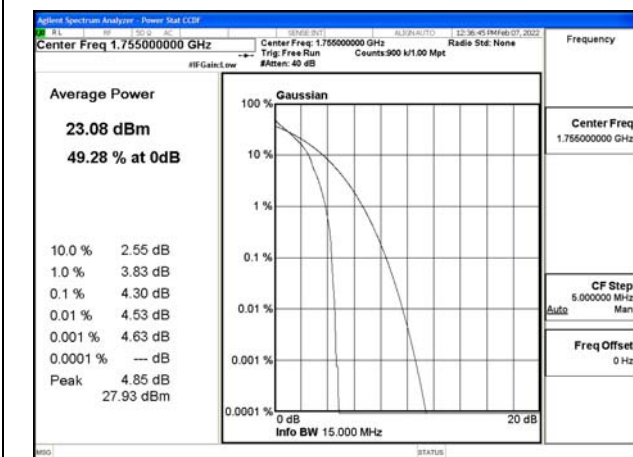 Agilent Spectrum Analyzer - Power Stat CCDF
RL RF 50 Ω AC SENSE:INT ALIGN AUTO 12:36:45 PM Feb 07, 2022
Center Freq 1.755000000 GHz
Center Freq: 1.755000000 GHz
Radio Std: None
Trig: Free Run
Counts:900 k/1.00 Mpt
#IFGain:Low
#Atten: 40 dB
Frequency
Average Power
23.08 dBm
49.28 % at 0dB
10.0 % 2.55 dB
1.0 % 3.83 dB
0.1 % 4.30 dB
0.01 % 4.53 dB
0.001 % 4.63 dB
0.0001 % --- dB
Peak 4.85 dB
27.93 dBm
Gaussian
100 %
10 %
1 %
0.1 %
0.01 %
0.001 %
0.0001 %
0 dB
20 dB
Info BW 15.000 MHz
Center Freq
1.755000000 GHz
CF Step
5.000000 MHz
Auto Man
Freq Offset
0 Hz
MSG
STATUS